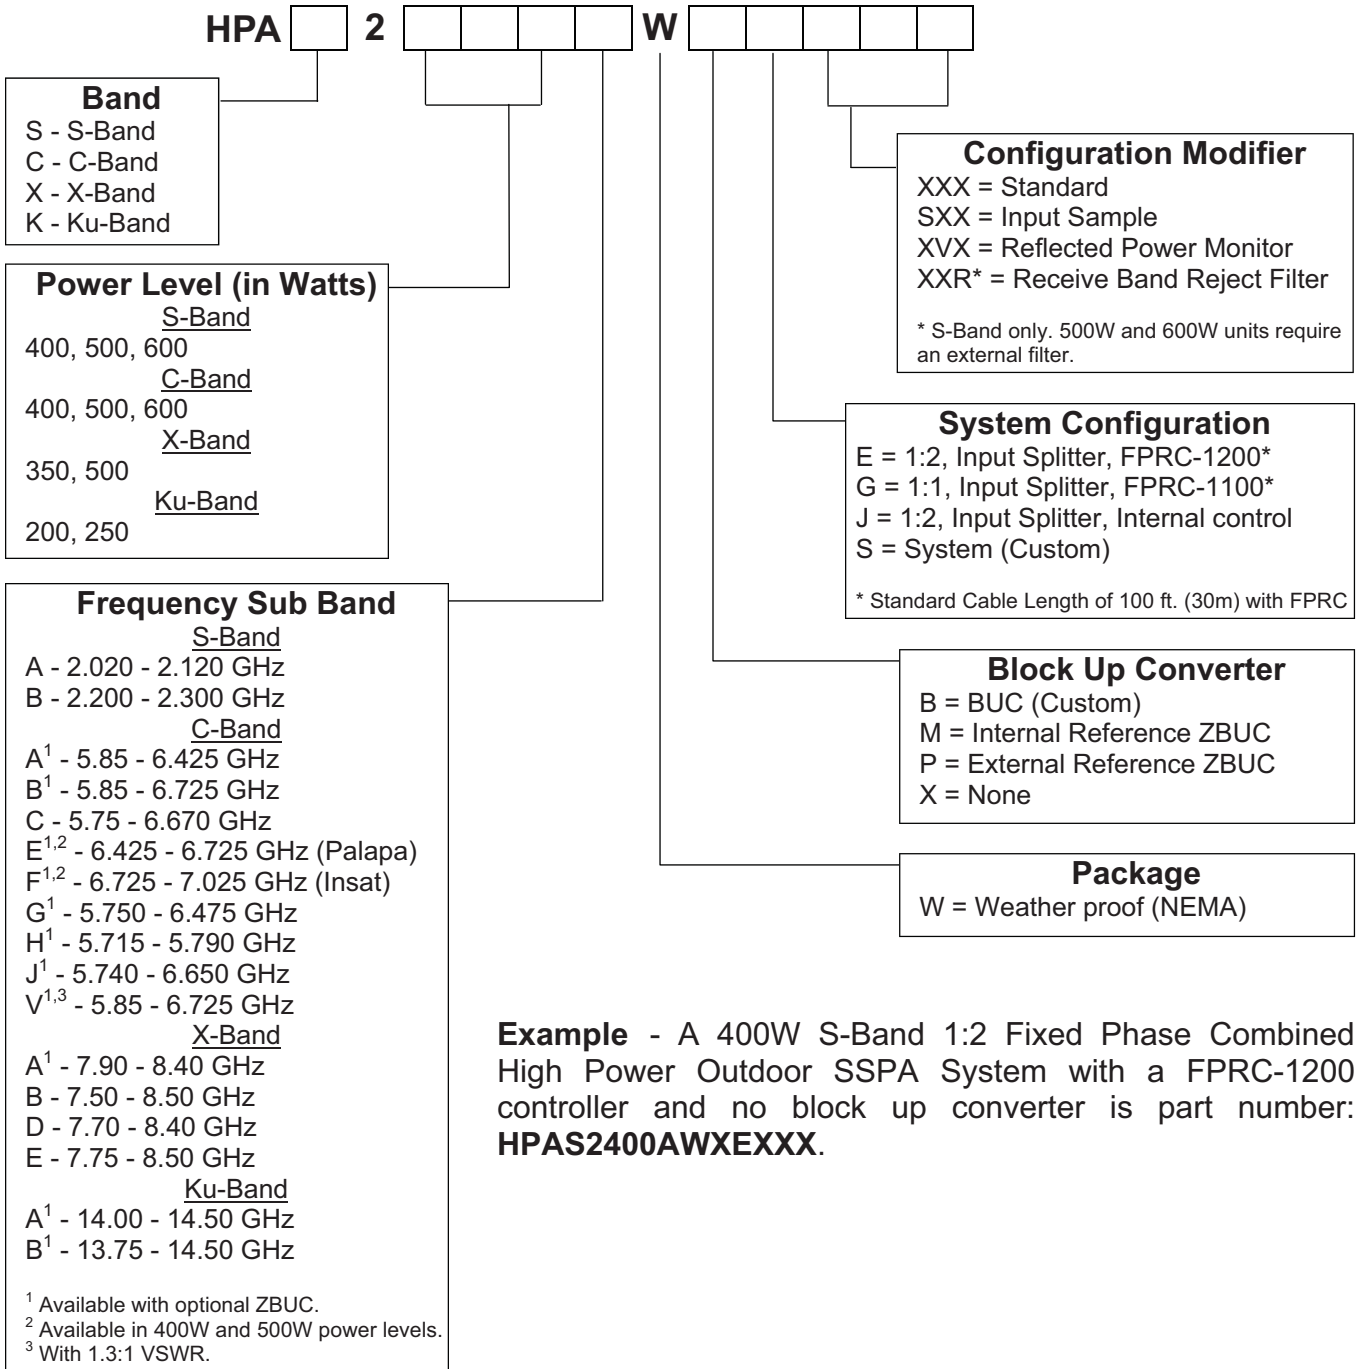 HPA 2 W
Band
S - S-Band
C - C-Band
X - X-Band
K - Ku-Band
Power Level (in Watts)
S-Band
400, 500, 600
C-Band
400, 500, 600
X-Band
350, 500
Ku-Band
200, 250
Frequency Sub Band
S-Band
A - 2.020 - 2.120 GHz
B - 2.200 - 2.300 GHz
C-Band
A¹ - 5.85 - 6.425 GHz
B¹ - 5.85 - 6.725 GHz
C - 5.75 - 6.670 GHz
E¹,² - 6.425 - 6.725 GHz (Palapa)
F¹,² - 6.725 - 7.025 GHz (Insat)
G¹ - 5.750 - 6.475 GHz
H¹ - 5.715 - 5.790 GHz
J¹ - 5.740 - 6.650 GHz
V¹,³ - 5.85 - 6.725 GHz
X-Band
A¹ - 7.90 - 8.40 GHz
B - 7.50 - 8.50 GHz
D - 7.70 - 8.40 GHz
E - 7.75 - 8.50 GHz
Ku-Band
A¹ - 14.00 - 14.50 GHz
B¹ - 13.75 - 14.50 GHz
¹ Available with optional ZBUC.
² Available in 400W and 500W power levels.
³ With 1.3:1 VSWR.
Configuration Modifier
XXX = Standard
SXX = Input Sample
XVX = Reflected Power Monitor
XXR* = Receive Band Reject Filter
* S-Band only. 500W and 600W units require
an external filter.
System Configuration
E = 1:2, Input Splitter, FPRC-1200*
G = 1:1, Input Splitter, FPRC-1100*
J = 1:2, Input Splitter, Internal control
S = System (Custom)
* Standard Cable Length of 100 ft. (30m) with FPRC
Block Up Converter
B = BUC (Custom)
M = Internal Reference ZBUC
P = External Reference ZBUC
X = None
Package
W = Weather proof (NEMA)
Example - A 400W S-Band 1:2 Fixed Phase Combined
High Power Outdoor SSPA System with a FPRC-1200
controller and no block up converter is part number:
HPAS2400AWXEXXX.